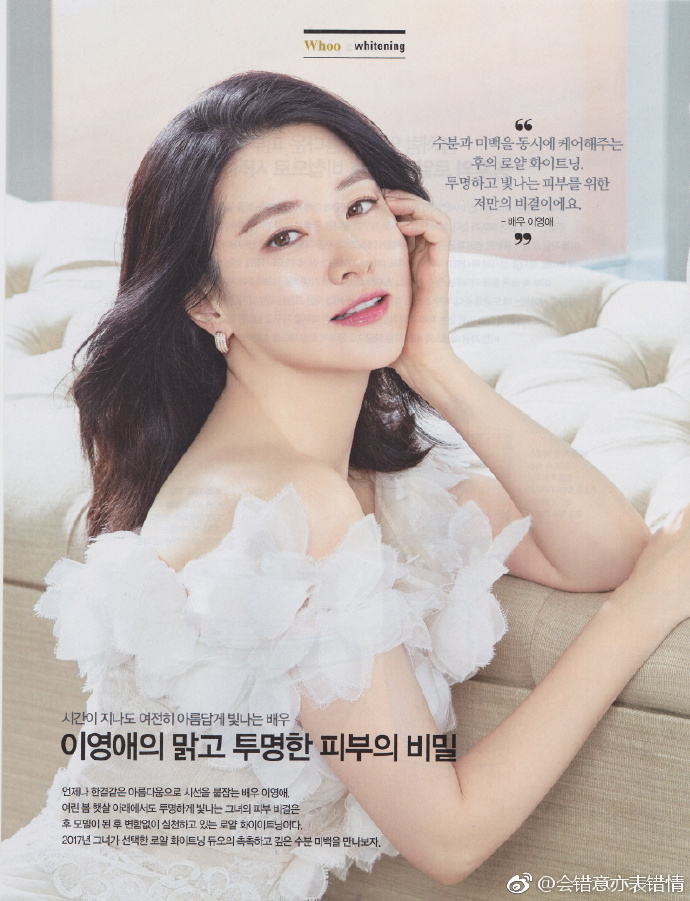 Whoo whitening
❝
수분과 미백을 동시에 케어해주는
후의 로얄 화이트닝.
투명하고 빛나는 피부를 위한
저만의 비결이에요.
- 배우 이영애
❞
시간이 지나도 여전히 아름답게 빛나는 배우
이영애의 맑고 투명한 피부의 비밀
언제나 한결같은 아름다움으로 시선을 붙잡는 배우 이영애.
여린 봄 햇살 아래에서도 투명하게 빛나는 그녀의 피부 비결은
후 모델이 된 후 변함없이 실천하고 있는 로얄 화이트닝이다.
2017년 그녀가 선택한 로얄 화이트닝 듀오의 촉촉하고 깊은 수분 미백을 만나보자.
@会错意亦表错情